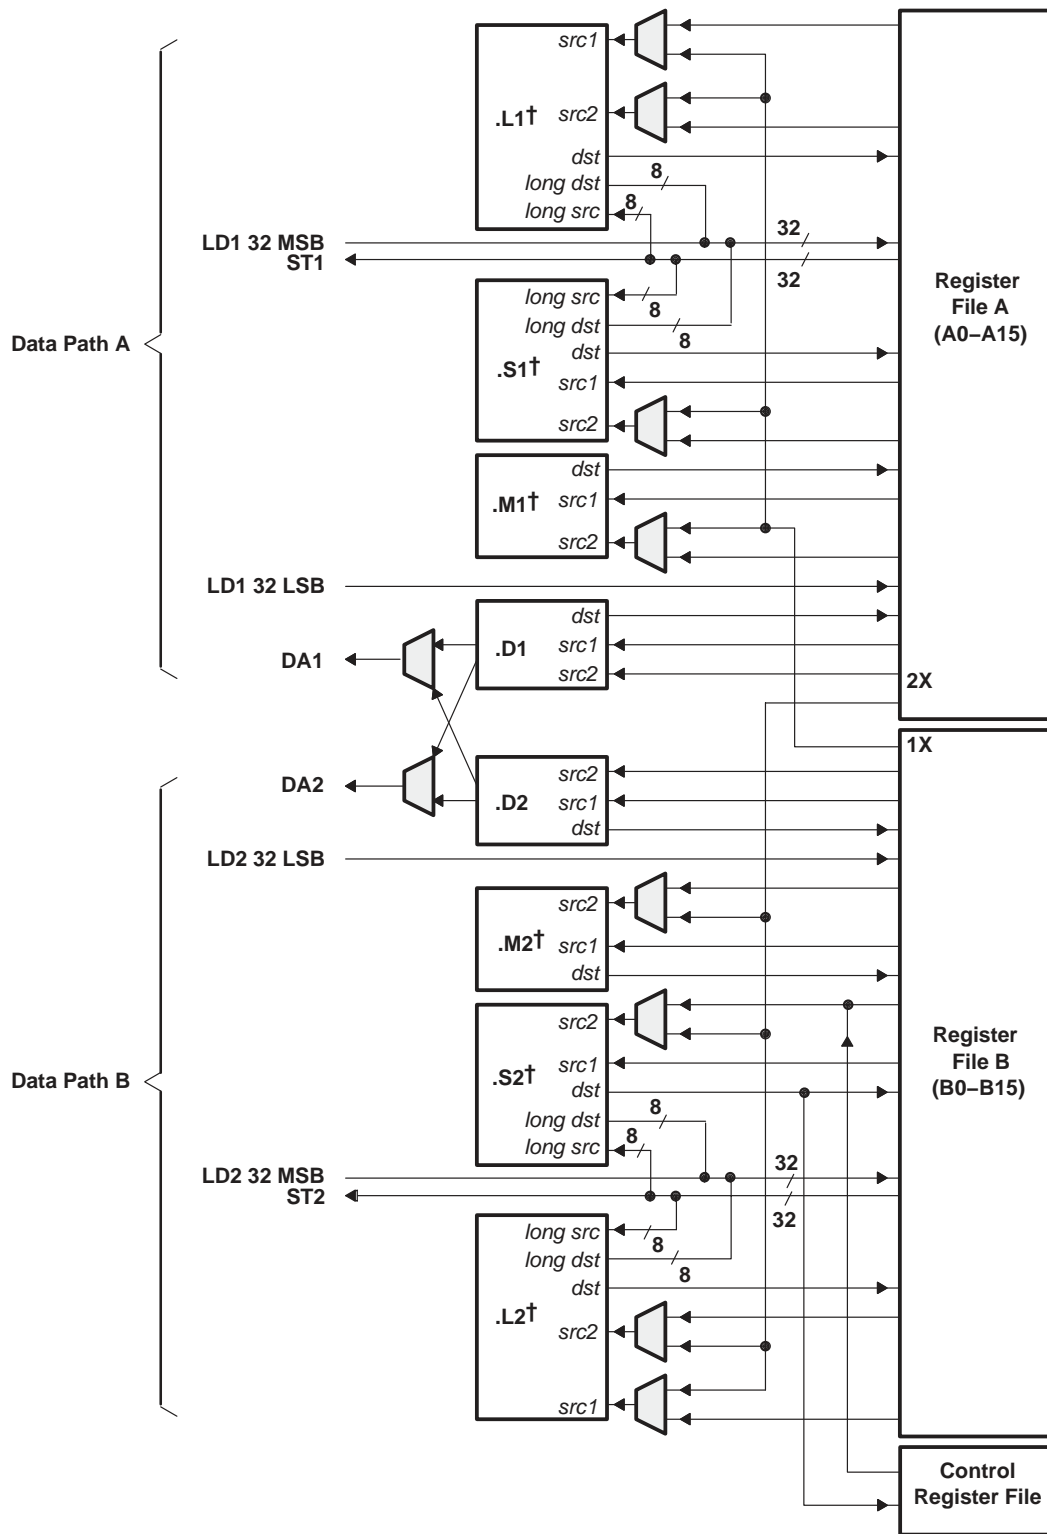 src1
.L1† src2
dst
8
long dst
8
long src
LD1 32 MSB
32
ST1
32
long src
8
long dst
8
dst
.S1†
src1
src2
Register
File A
(A0–A15)
Data Path A
dst
.M1† src1
src2
LD1 32 LSB
dst
.D1 src1
src2
DA1
2X
1X
DA2
src2
.D2 src1
dst
LD2 32 LSB
src2
.M2† src1
dst
src2
src1
.S2†
dst
8
long dst
8
long src
Register
File B
(B0–B15)
Data Path B
LD2 32 MSB
32
ST2
32
long src
8
long dst
8
dst
.L2†
src2
src1
Control
Register File